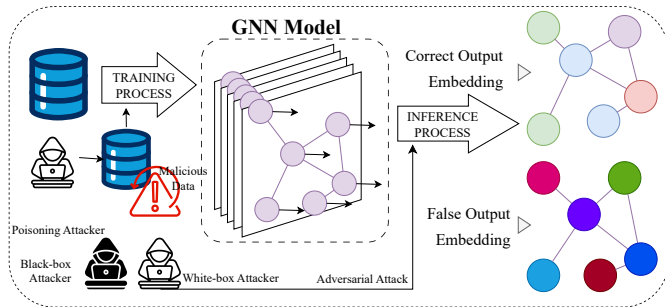 GNN Model
TRAINING
PROCESS
Correct Output
Embedding
INFERENCE
PROCESS
Malicious
Data
False Output
Embedding
Poisoning Attacker
Black-box
Attacker
White-box Attacker
Adversarial Attack